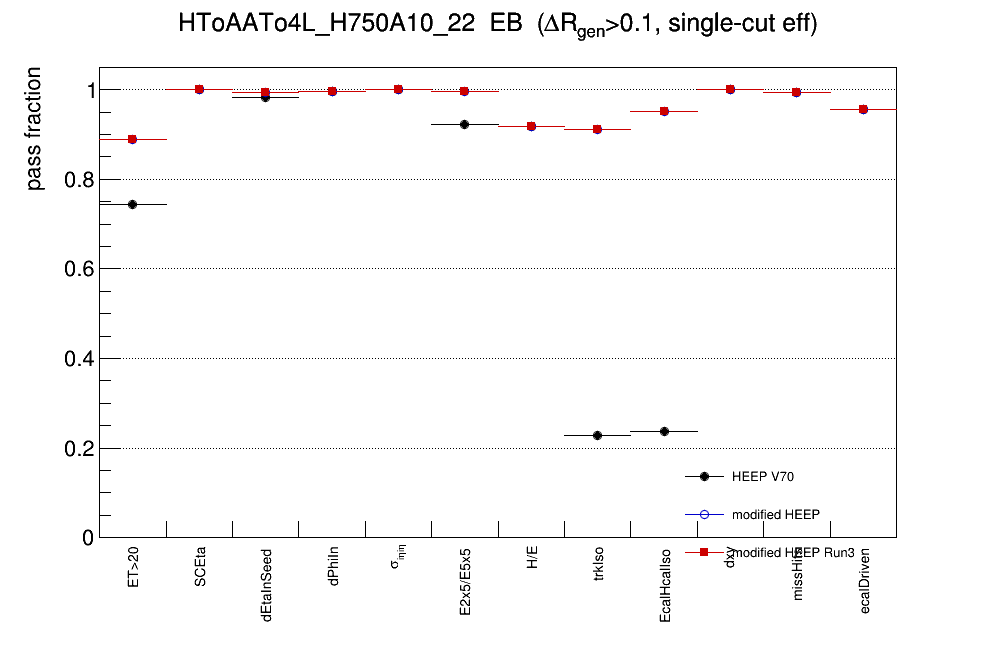 HToAATo4L_H750A10_22 EB (ΔRgen>0.1, single-cut eff)
pass fraction
1
0.8
0.6
0.4
0.2
0
HEEP V70
modified HEEP
modified HEEP Run3
ET>20
SCEta
dEtaInSeed
dPhiIn
σiηiη
E2x5/E5x5
H/E
trkIso
EcalHcalIso
dxy
missHits
ecalDriven